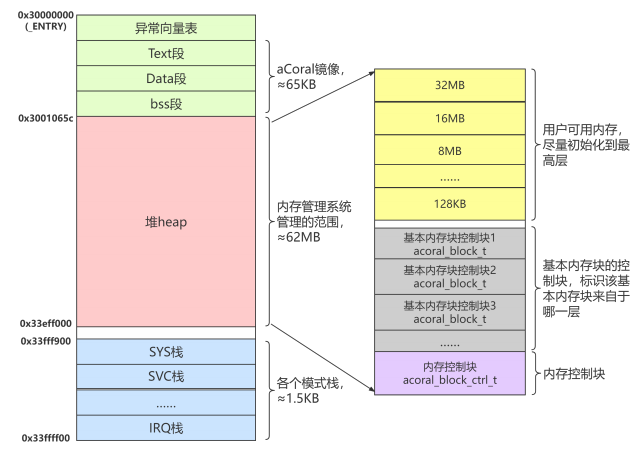 0x30000000
(_ENTRY)
异常向量表
Text段
Data段
bss段
aCoral镜像，
≈65KB
0x3001065c
堆heap
内存管理系统
管理的范围，
≈62MB
0x33eff000
0x33fff900
SYS栈
SVC栈
......
IRQ栈
各个模式栈，
≈1.5KB
0x33ffff00
32MB
16MB
8MB
......
128KB
用户可用内存，
尽量初始化到最
高层
基本内存块控制块1
acoral_block_t
基本内存块控制块2
acoral_block_t
基本内存块控制块3
acoral_block_t
......
基本内存块的控
制块，标识该基
本内存块来自于
哪一层
内存控制块
acoral_block_ctrl_t
内存控制块